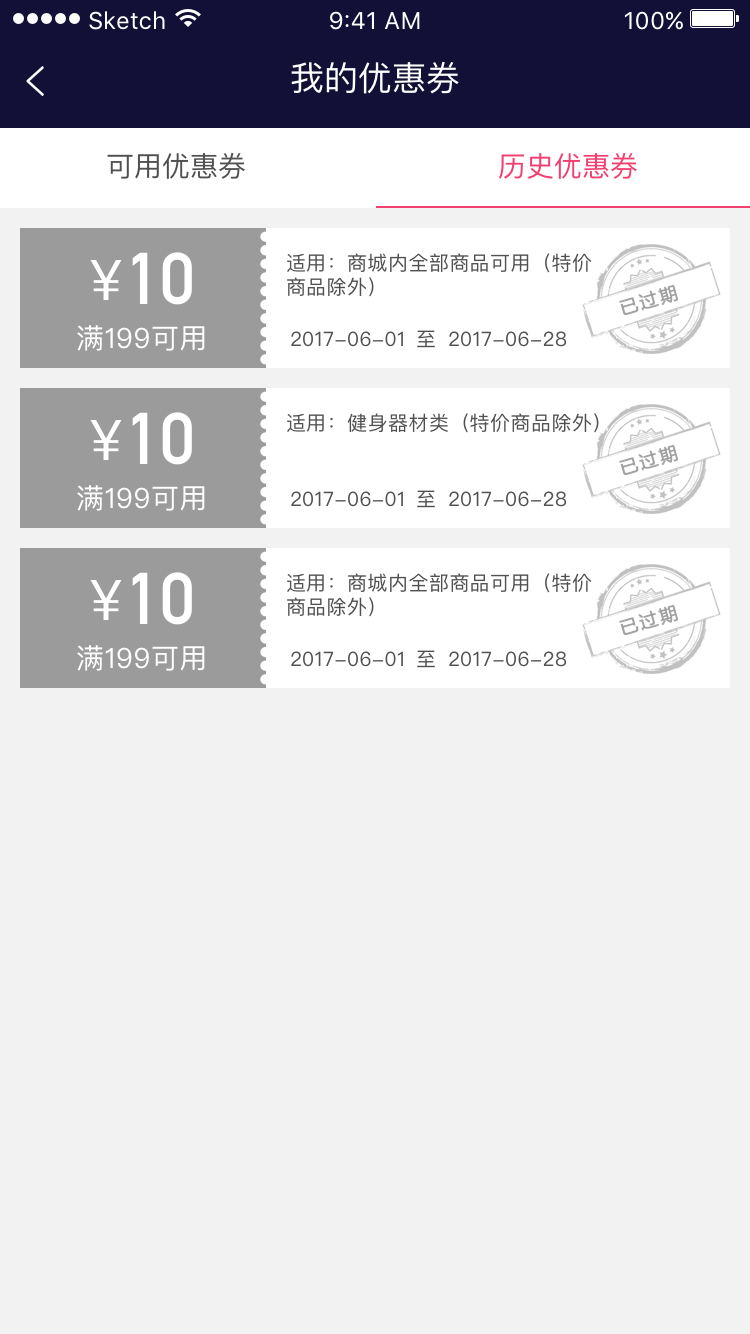 Sketch 9:41 AM 100%
我的优惠券
可用优惠券 历史优惠券
¥10
满199可用
适用：商城内全部商品可用（特价
商品除外）
2017-06-01 至 2017-06-28
已过期
¥10
满199可用
适用：健身器材类（特价商品除外）
2017-06-01 至 2017-06-28
已过期
¥10
满199可用
适用：商城内全部商品可用（特价
商品除外）
2017-06-01 至 2017-06-28
已过期